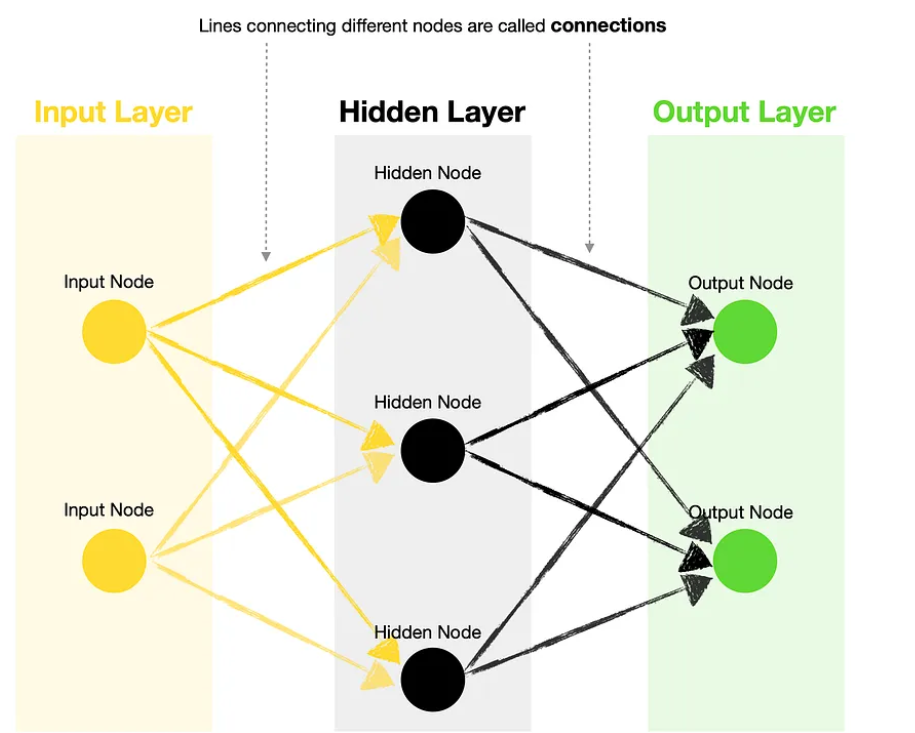 Lines connecting different nodes are called connections
Input Layer
Hidden Layer
Output Layer
Hidden Node
Input Node
Output Node
Hidden Node
Input Node
Output Node
Hidden Node